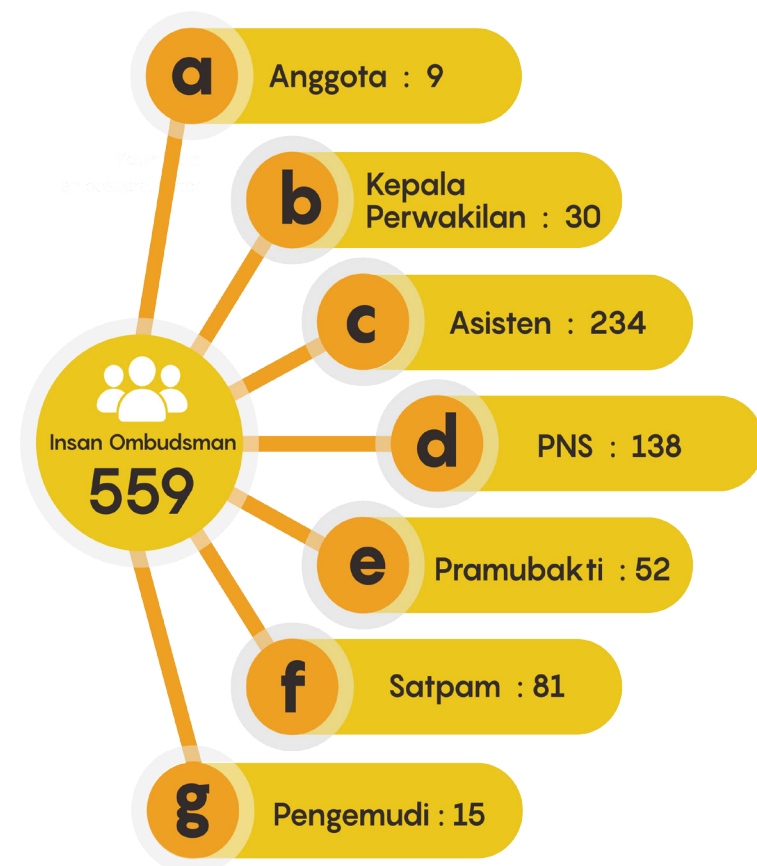 a
Anggota : 9
b
Kepala
Perwakilan : 30
c
Asisten : 234
Insan Ombudsman
559
d
PNS : 138
e
Pramubakti : 52
f
Satpam : 81
g
Pengemudi : 15